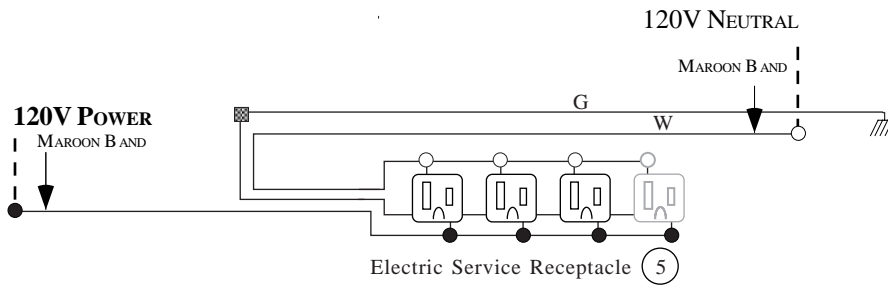 120V NEUTRAL
MAROON BAND
G
120V POWER
W
MAROON BAND
Electric Service Receptacle 5